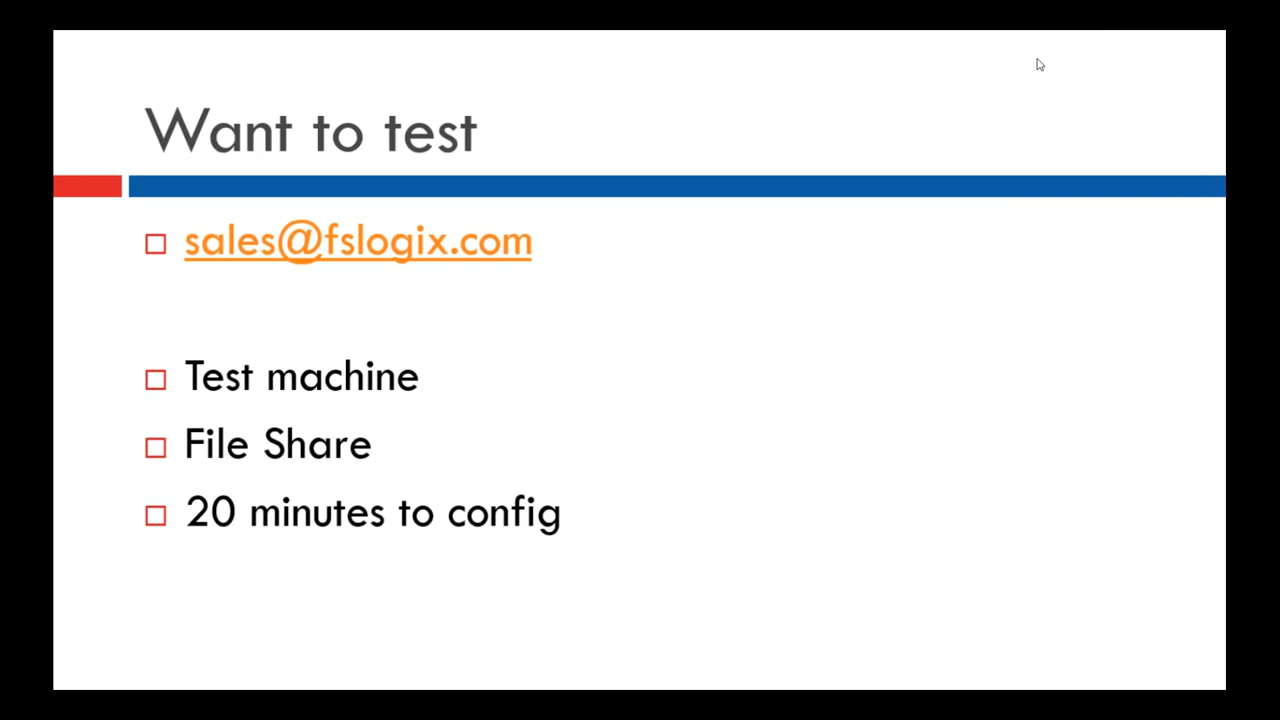 Want to test
sales@fslogix.com
Test machine
File Share
20 minutes to config